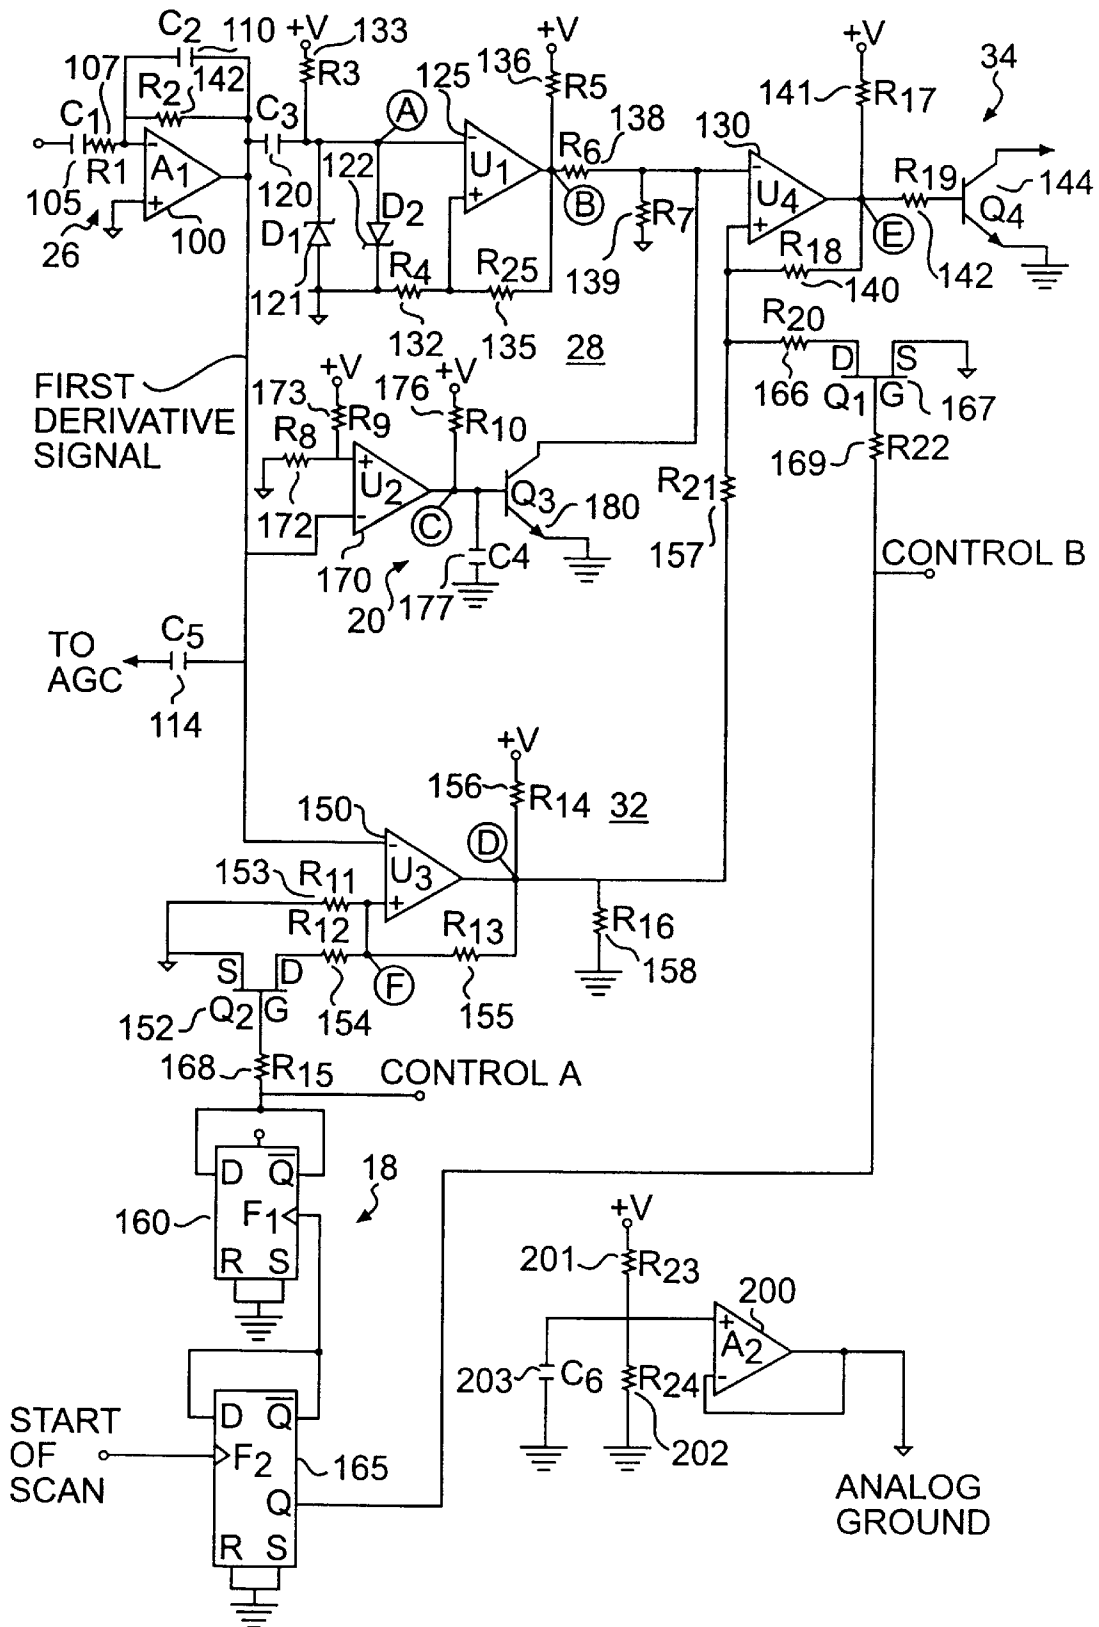 C2 110
+V
133
107
R2 142
R3
C1
C3
A
125
+V
136
R5
138
+V
141
R17
34
130
- A1 +
R1
105
26
100
120
122
D1
D2
121
- U1 +
R6
B
R7
139
R4
132
R25
135
28
- U4 +
R19
E
142
Q4
144
R18
140
R20
166
D S
Q1 G
167
169
R22
FIRST
DERIVATIVE
SIGNAL
+V
173
R9
+V
176
R10
R8
172
+ U2 -
170
C
Q3
180
C4
177
20
R21
157
CONTROL B
TO
AGC
C5
114
+V
156
R14
32
150
- U3 +
D
153
R11
R12
R13
R16
158
S D
Q2 G
152
154
F
155
168
R15
CONTROL A
D Q
F1
160
R S
18
+V
201
R23
200
+ A2 -
203
C6
R24
202
START
OF
SCAN
D Q
F2
165
Q
R S
ANALOG
GROUND